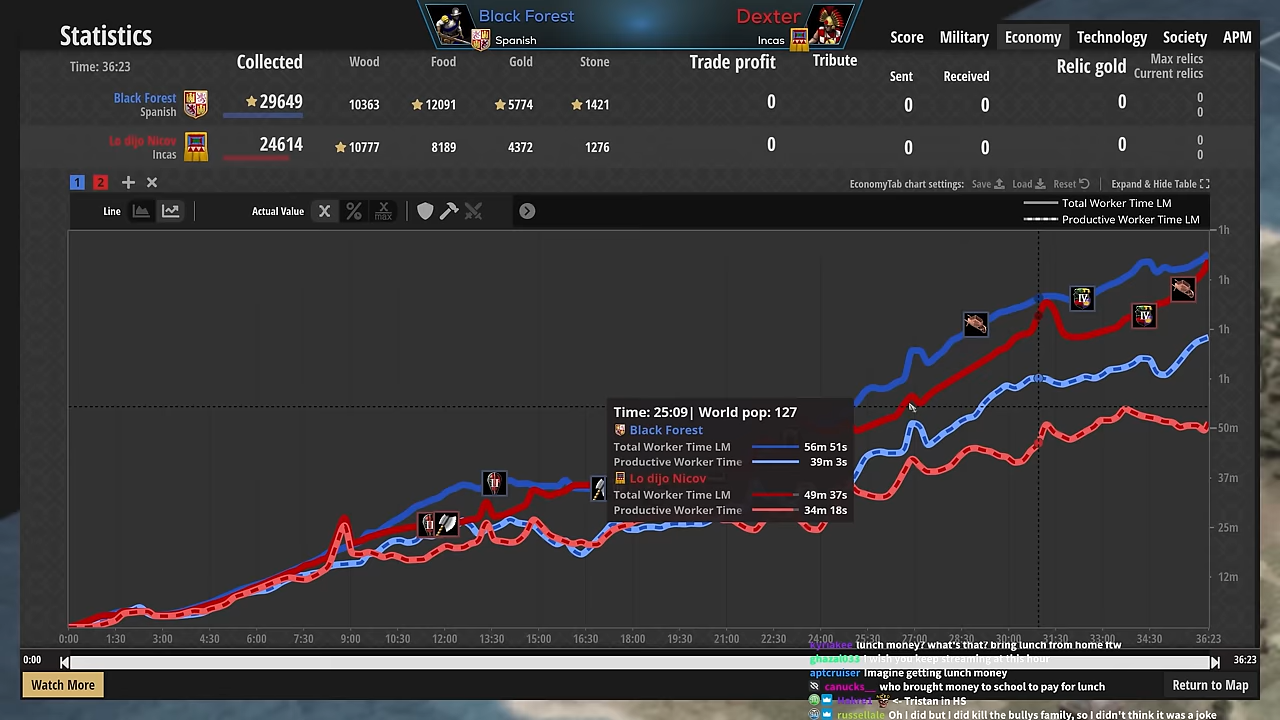 Black Forest
Spanish
Dexter
Incas
Statistics
Score Military Economy Technology Society APM
Time: 36:23
Collected Wood Food Gold Stone Trade profit Tribute Sent Received Relic gold Max relics
Current relics
Black Forest
Spanish
29649 10363 12091 5774 1421 0 0 0 0 0
0
Lo dijo Nicov
Incas
24614 10777 8189 4372 1276 0 0 0 0 0
0
1 2
EconomyTab chart settings: Save Load Reset Expand & Hide Table
Line Actual Value X % X max
Total Worker Time LM
Productive Worker Time LM
1h
1h
1h
1h
50m
37m
25m
12m
IV
IV
II
II
Time: 25:09| World pop: 127
Black Forest
Total Worker Time LM 56m 51s
Productive Worker Time 39m 3s
Lo dijo Nicov
Total Worker Time LM 49m 37s
Productive Worker Time 34m 18s
0:00 1:30 3:00 4:30 6:00 7:30 9:00 10:30 12:00 13:30 15:00 16:30 18:00 19:30 21:00 22:30 24:00 25:30 27:00 28:30 30:00 31:30 33:00 34:30 36:23
0:00 36:23
Watch More
Return to Map
kyriakee lunch money? what's that? bring lunch from home ftw
ghazal033 I wish you keep streaming at this hour
aptcruiser Imagine getting lunch money
canucks__ who brought money to school to pay for lunch
<- Tristan in HS
russellale Oh I did but I did kill the bullys family, so I didn't think it was a joke